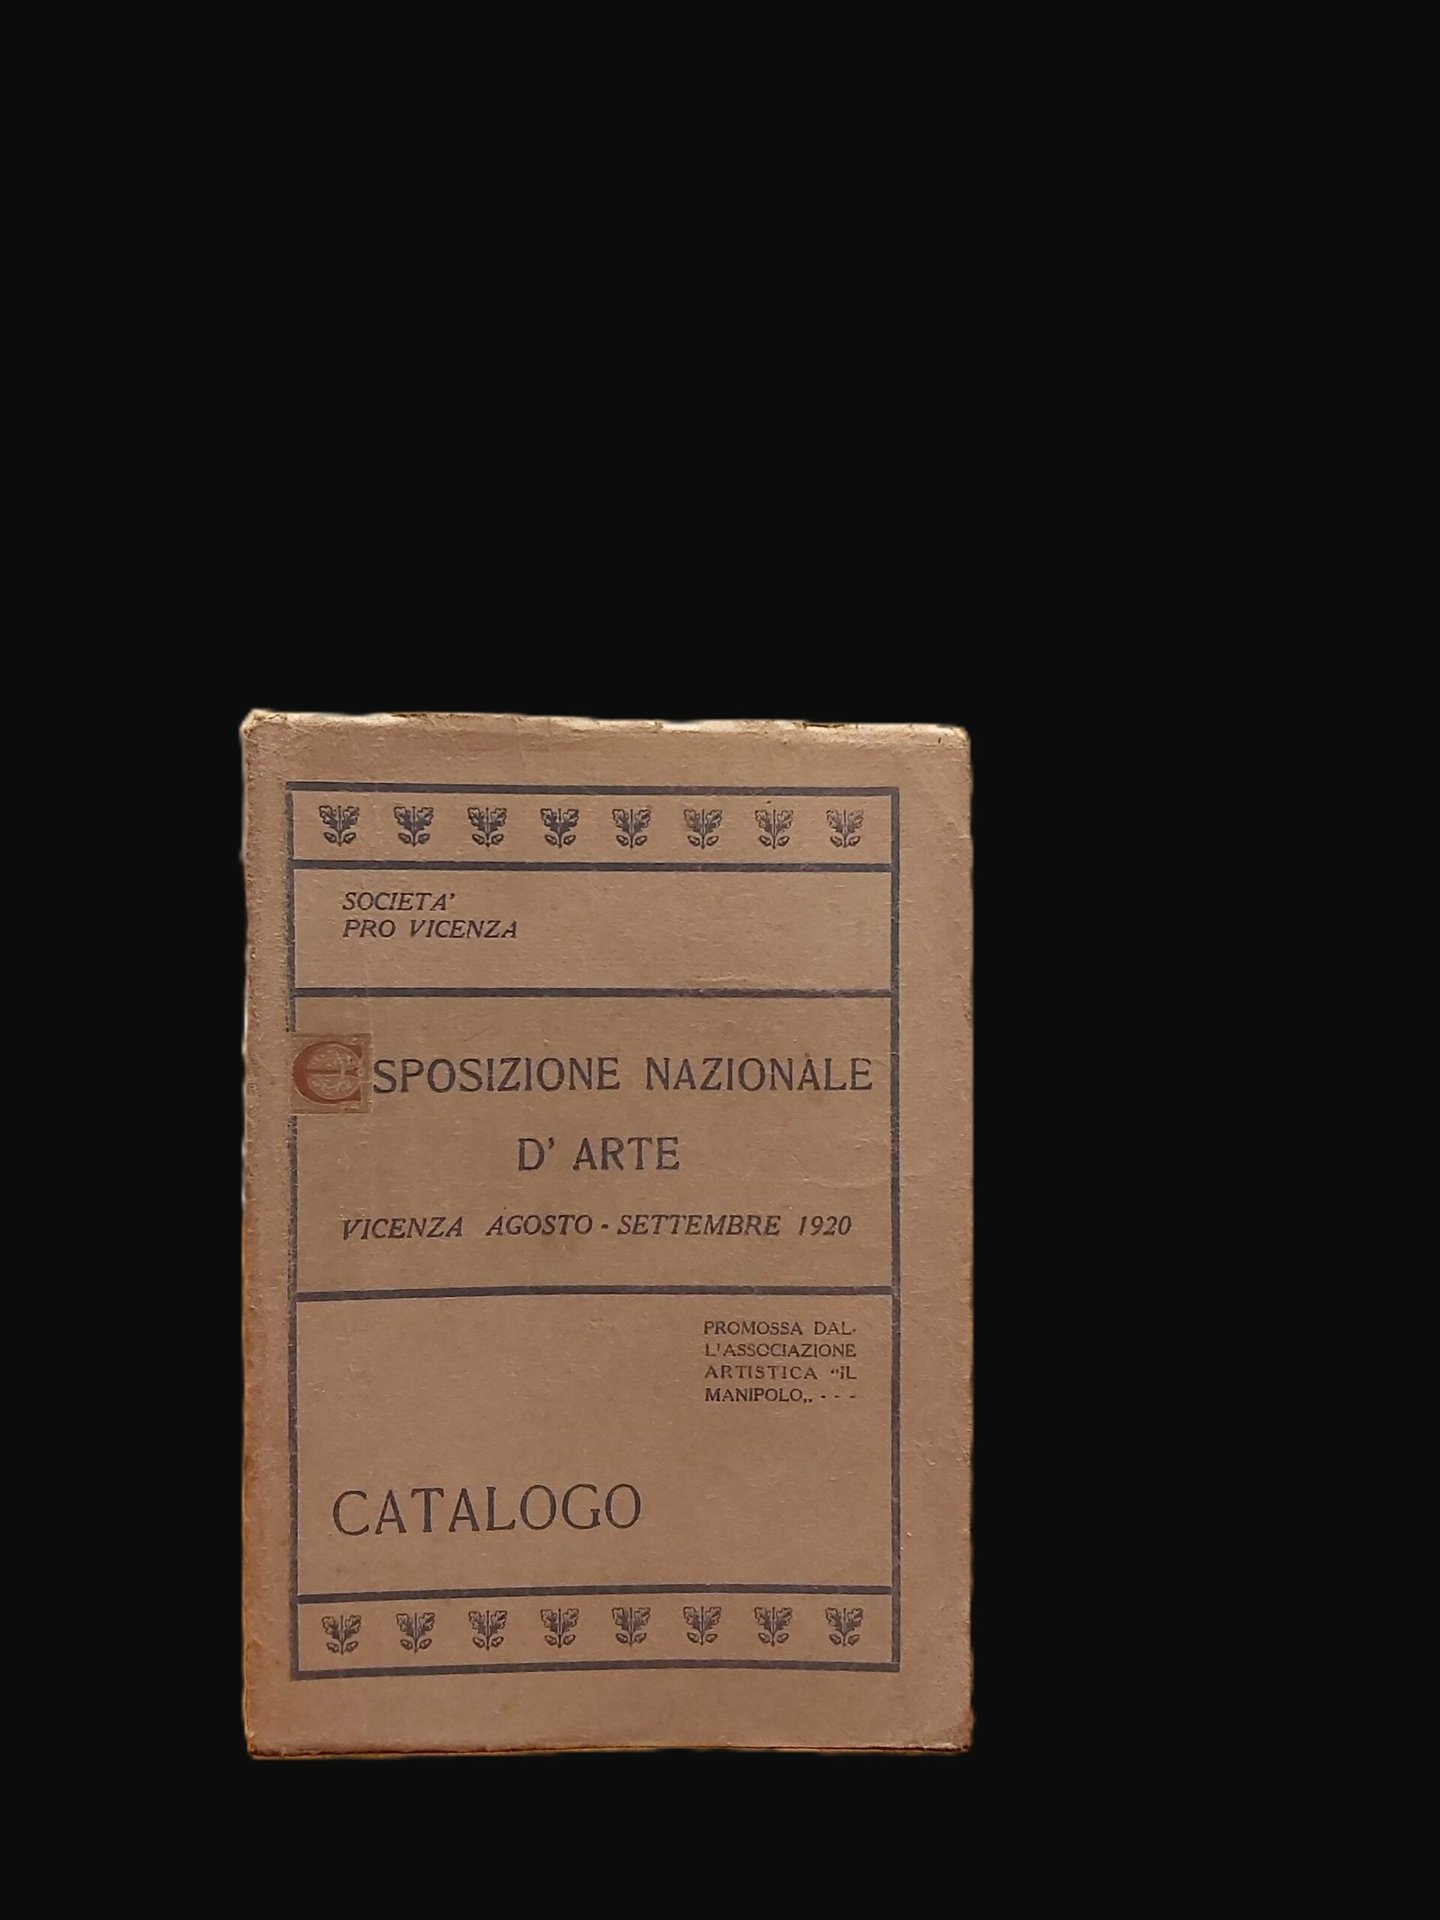 SOCIETA'
PRO VICENZA
ESPOSIZIONE NAZIONALE
D' ARTE
VICENZA AGOSTO - SETTEMBRE 1920
PROMOSSA DAL-
L'ASSOCIAZIONE
ARTISTICA “IL
MANIPOLO„ - - -
CATALOGO